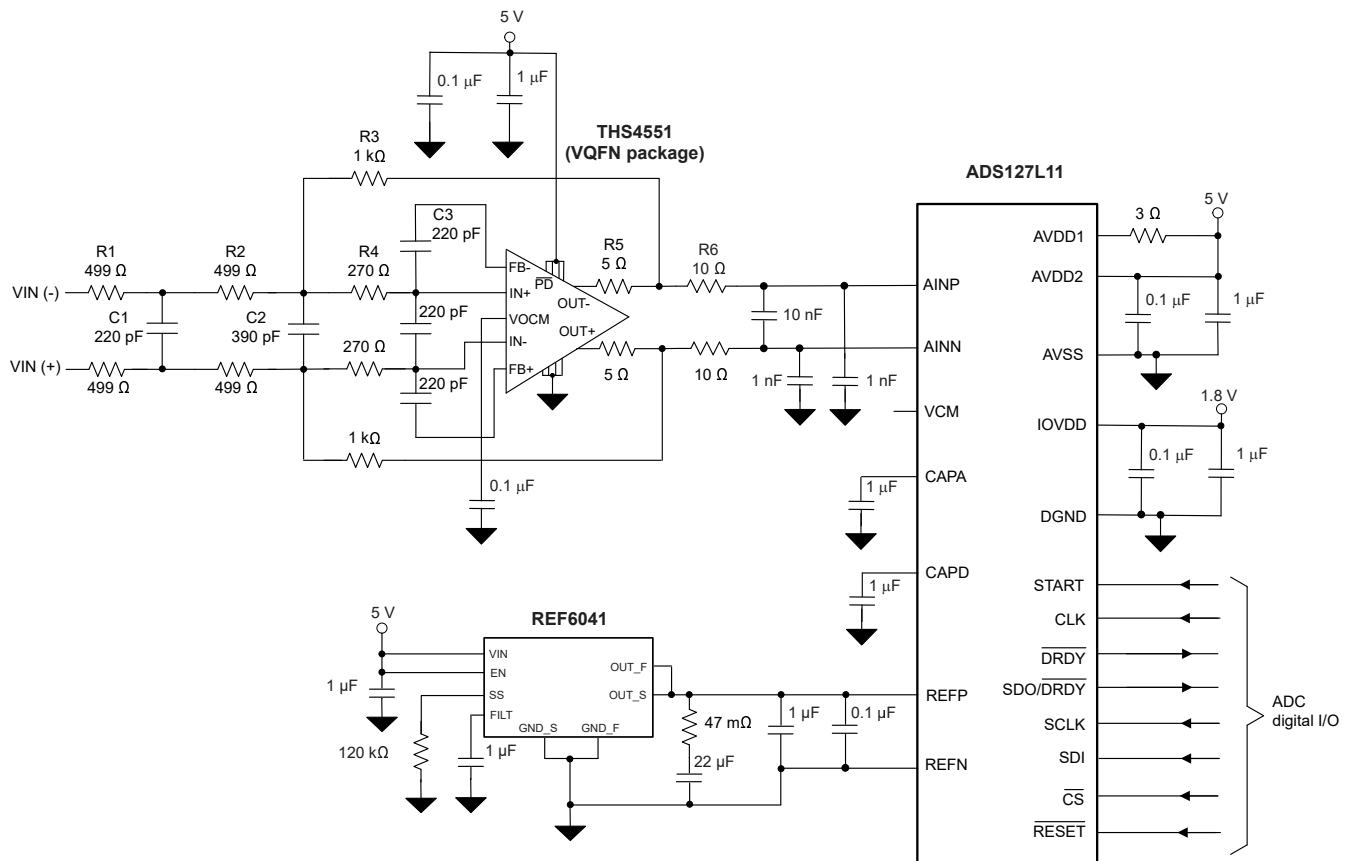 5 V
0.1 µF
1 µF
THS4551
(VQFN package)
R3
1 kΩ
C3
220 pF
R1
499 Ω
R2
499 Ω
R4
270 Ω
FB-
PD
R5
5 Ω
R6
10 Ω
VIN (-)
IN+
OUT-
C1
220 pF
C2
390 pF
220 pF
VOCM
OUT+
10 nF
270 Ω
IN-
VIN (+)
499 Ω
499 Ω
220 pF
FB+
5 Ω
10 Ω
1 nF
1 nF
1 kΩ
0.1 µF
ADS127L11
AINP
AINN
VCM
CAPA
1 µF
CAPD
1 µF
REFP
REFN
AVDD1
3 Ω
5 V
AVDD2
0.1 µF
1 µF
AVSS
1.8 V
IOVDD
0.1 µF
1 µF
DGND
START
CLK
DRDY
SDO/DRDY
SCLK
SDI
CS
RESET
ADC
digital I/O
REF6041
5 V
VIN
EN
SS
FILT
OUT_F
OUT_S
GND_S
GND_F
1 µF
120 kΩ
1 µF
47 mΩ
22 µF
1 µF
0.1 µF